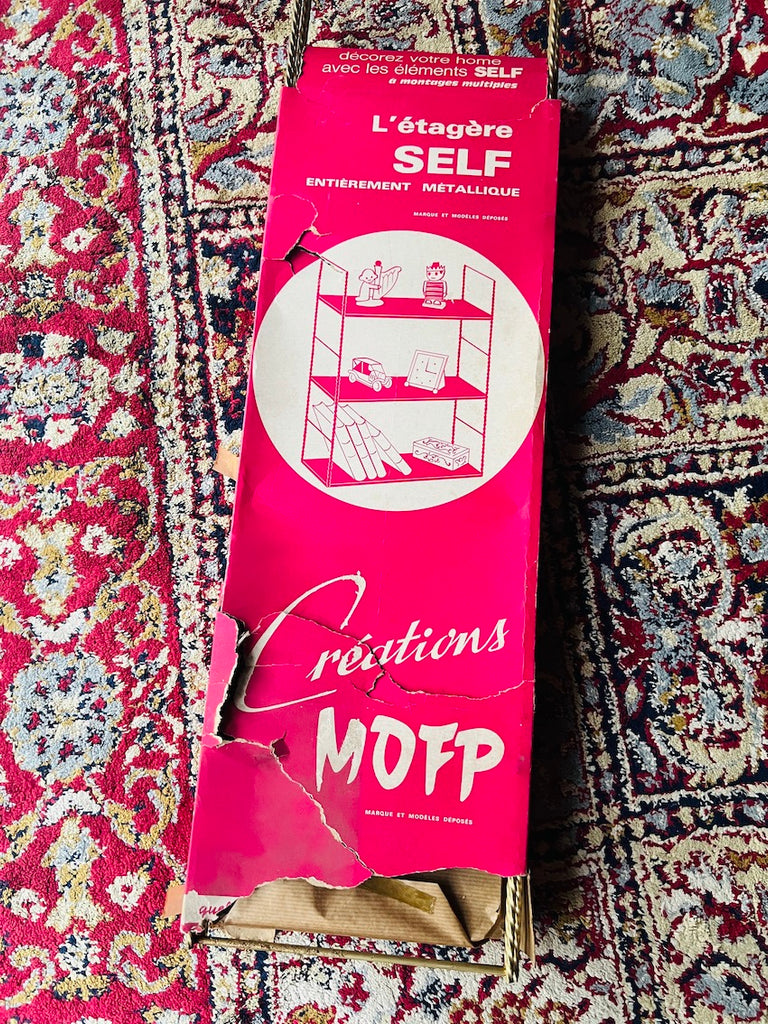 décorez votre home
avec les éléments SELF
à montages multiples
L'étagère
SELF
ENTIÈREMENT MÉTALLIQUE
MARQUE ET MODÈLES DÉPOSÉS
Créations
MOFP
MARQUE ET MODÈLES DÉPOSÉS